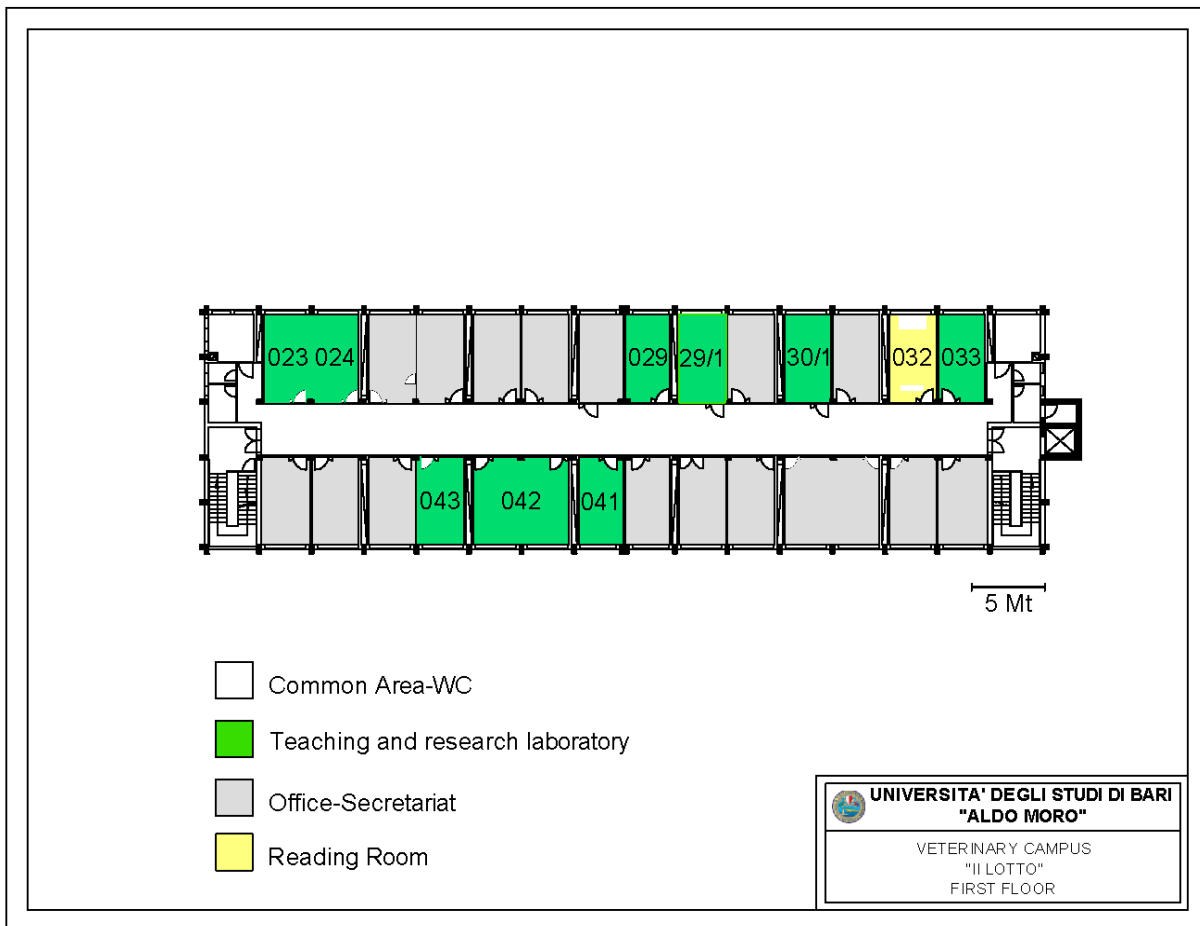 023 024
029
29/1
30/1
032
033
043
042
041
5 Mt
Common Area-WC
Teaching and research laboratory
Office-Secretariat
Reading Room
UNIVERSITA' DEGLI STUDI DI BARI
"ALDO MORO"
VETERINARY CAMPUS
"II LOTTO"
FIRST FLOOR